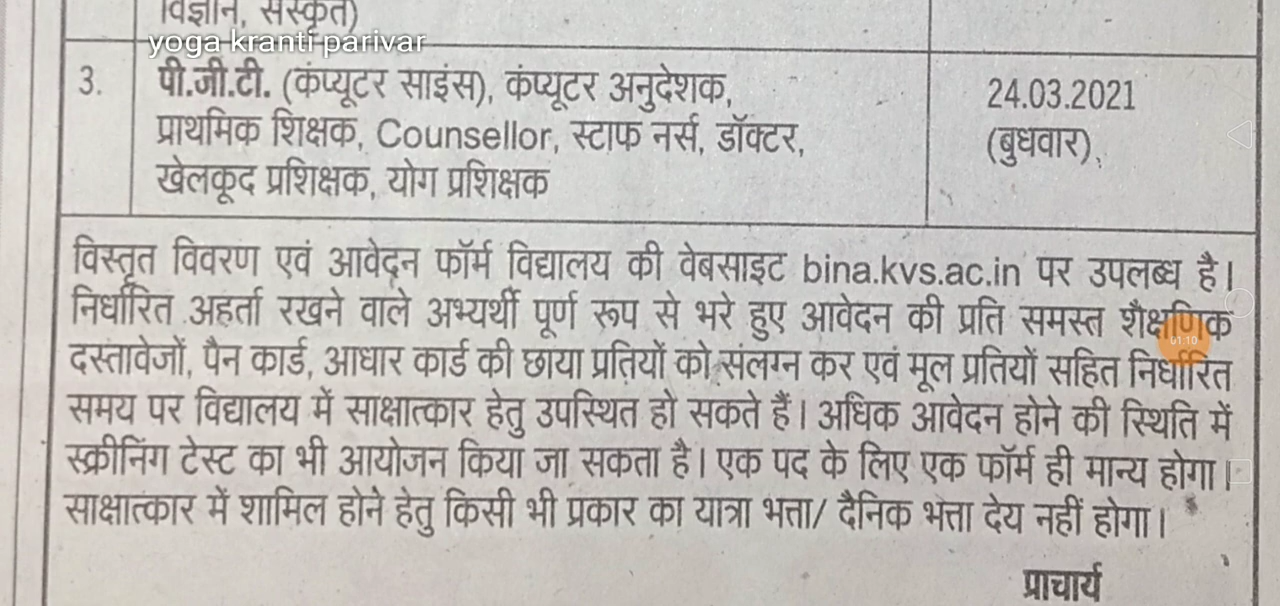 विज्ञान, संस्कृत)
yoga kranti parivar
3. पी.जी.टी. (कंप्यूटर साइंस), कंप्यूटर अनुदेशक, 24.03.2021
प्राथमिक शिक्षक, Counsellor, स्टाफ नर्स, डॉक्टर, (बुधवार)
खेलकूद प्रशिक्षक, योग प्रशिक्षक
विस्तृत विवरण एवं आवेदन फॉर्म विद्यालय की वेबसाइट bina.kvs.ac.in पर उपलब्ध है।
निर्धारित अहर्ता रखने वाले अभ्यर्थी पूर्ण रूप से भरे हुए आवेदन की प्रति समस्त शैक्षणिक
01:10
दस्तावेजों, पैन कार्ड, आधार कार्ड की छाया प्रतियों को संलग्न कर एवं मूल प्रतियों सहित निर्धारित
समय पर विद्यालय में साक्षात्कार हेतु उपस्थित हो सकते हैं। अधिक आवेदन होने की स्थिति में
स्क्रीनिंग टेस्ट का भी आयोजन किया जा सकता है। एक पद के लिए एक फॉर्म ही मान्य होगा।
साक्षात्कार में शामिल होने हेतु किसी भी प्रकार का यात्रा भत्ता/ दैनिक भत्ता देय नहीं होगा।
प्राचार्य